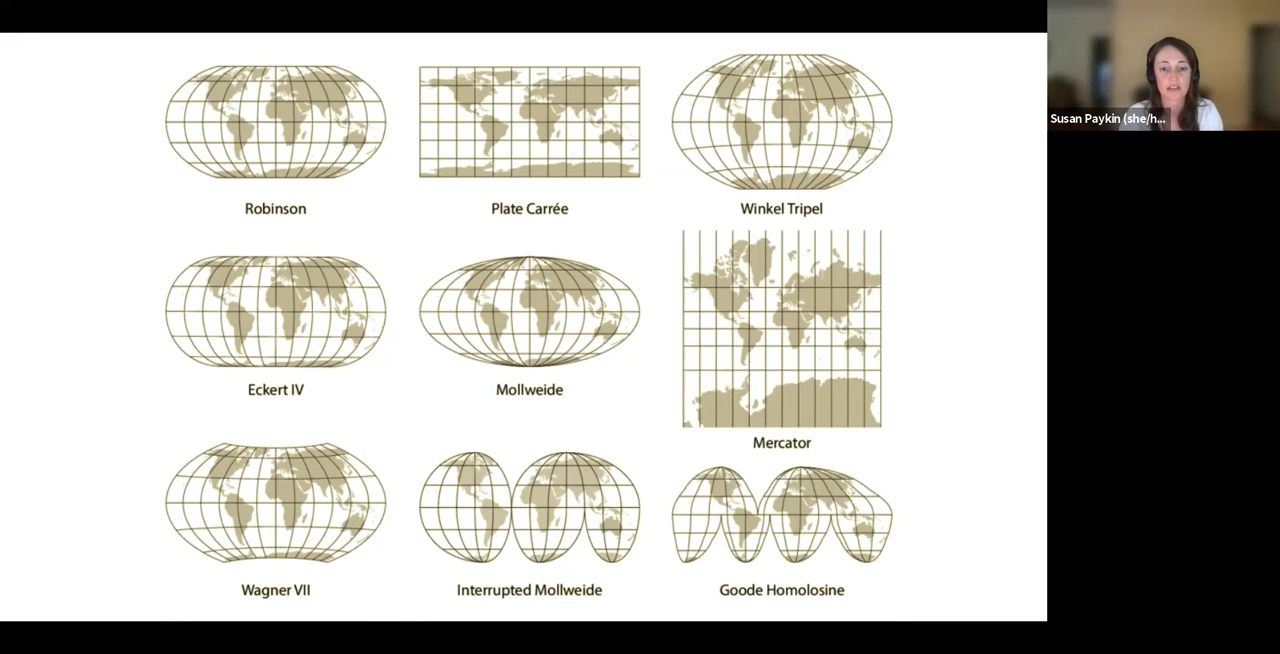 Susan Paykin (she/h...
Robinson
Plate Carrée
Winkel Tripel
Eckert IV
Mollweide
Mercator
Wagner VII
Interrupted Mollweide
Goode Homolosine